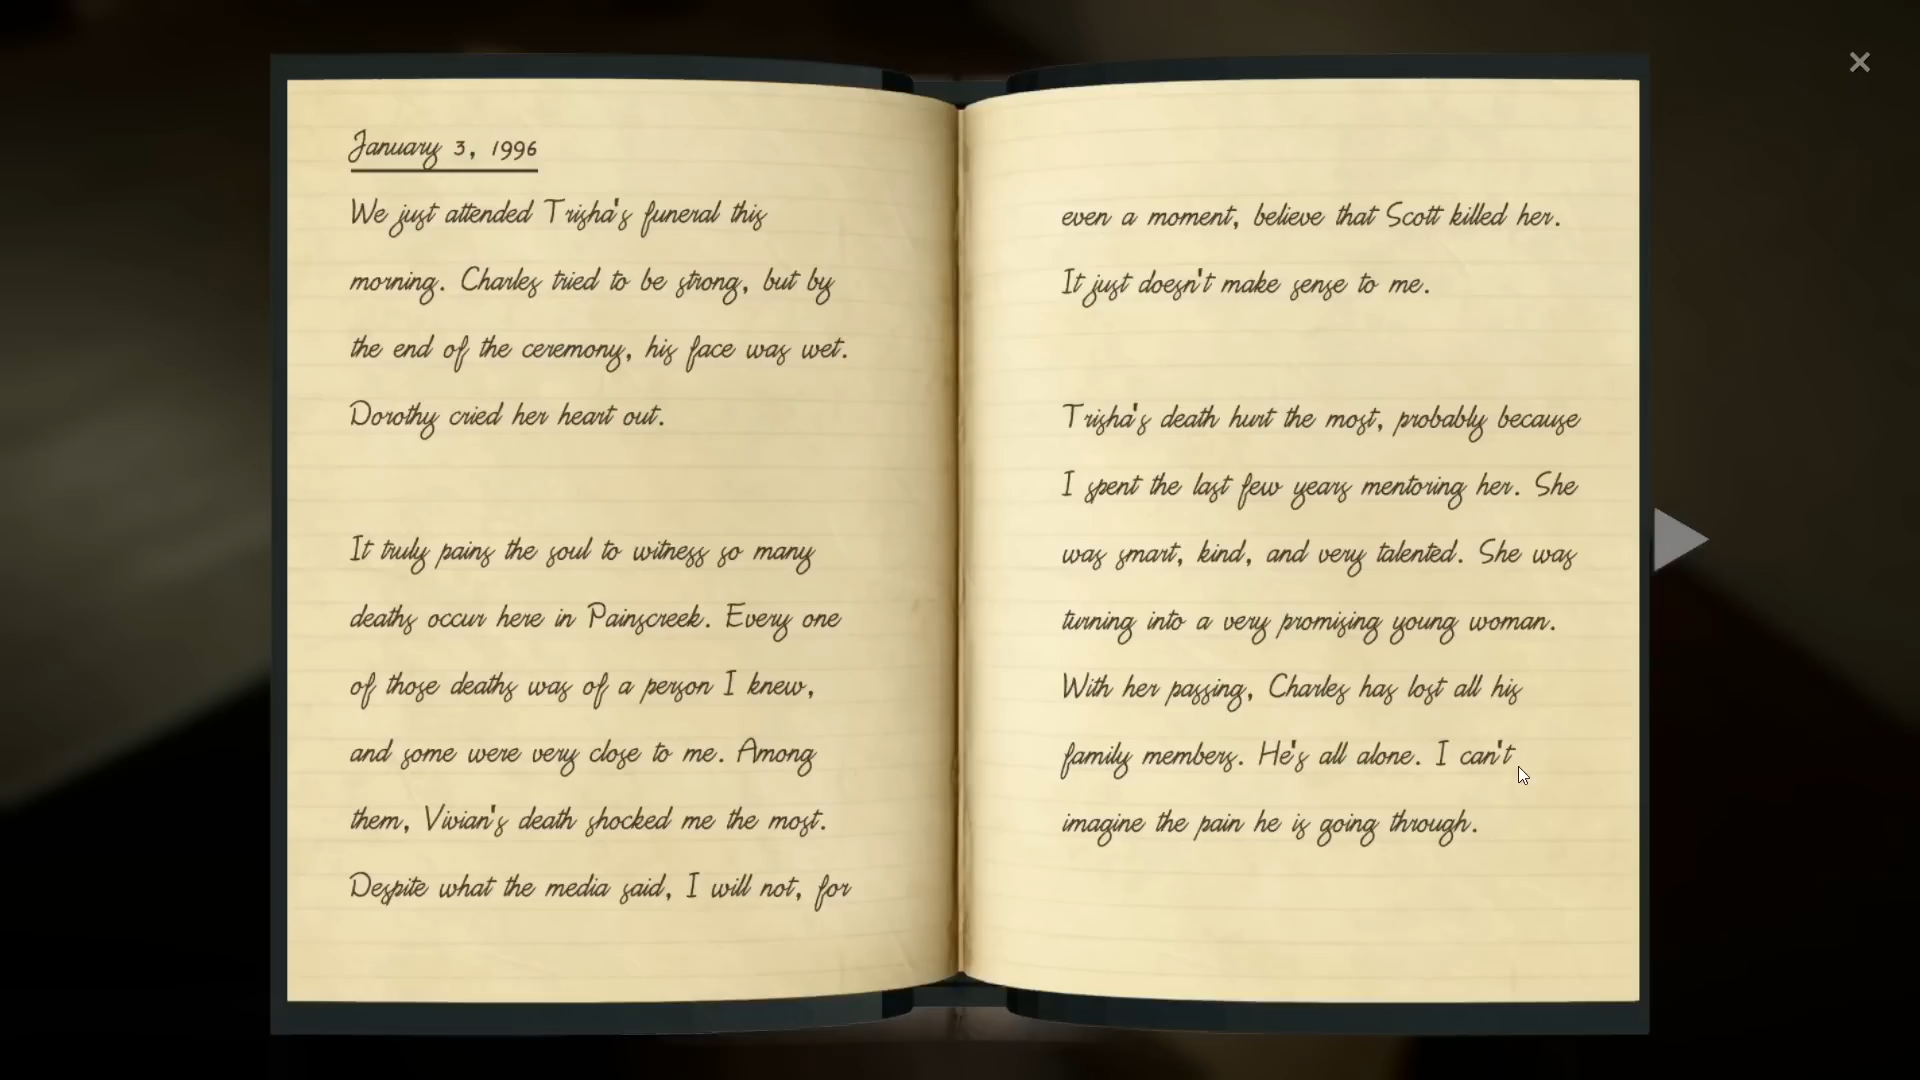 January 3, 1996
We just attended Trisha's funeral this
morning. Charles tried to be strong, but by
the end of the ceremony, his face was wet.
Dorothy cried her heart out.
It truly pains the soul to witness so many
deaths occur here in Painscreek. Every one
of those deaths was of a person I knew,
and some were very close to me. Among
them, Vivian's death shocked me the most.
Despite what the media said, I will not, for
even a moment, believe that Scott killed her.
It just doesn't make sense to me.
Trisha's death hurt the most, probably because
I spent the last few years mentoring her. She
was smart, kind, and very talented. She was
turning into a very promising young woman.
With her passing, Charles has lost all his
family members. He's all alone. I can't
imagine the pain he is going through.